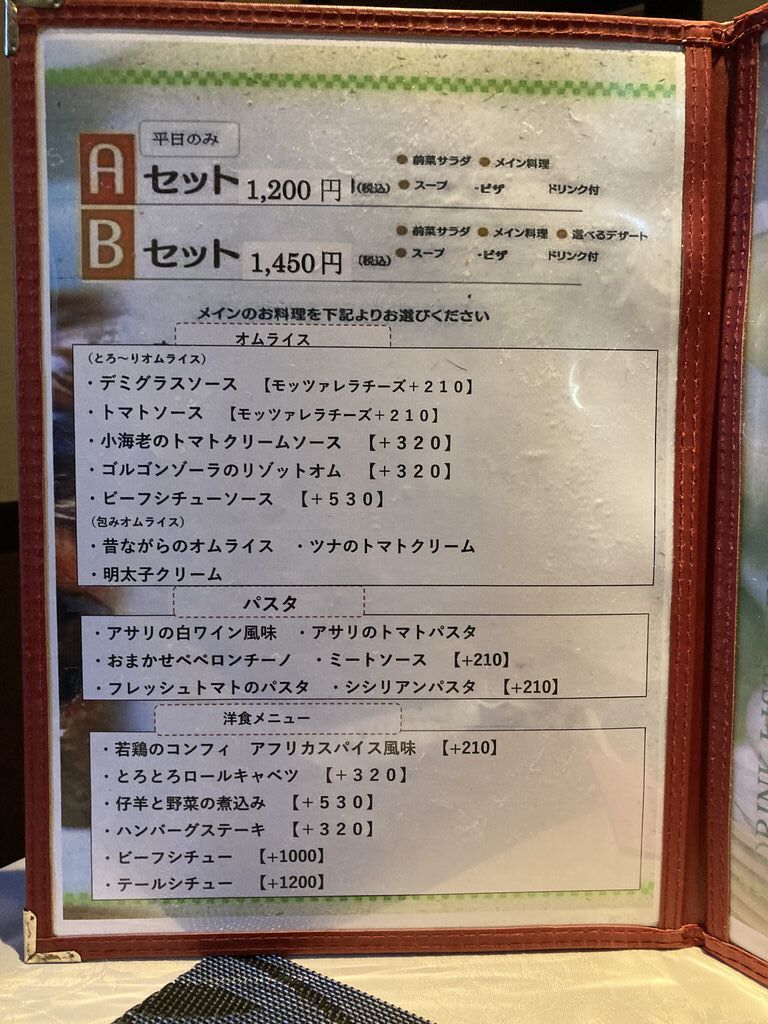 平日のみ
A セット 1,200 円 (税込) ●前菜サラダ ●メイン料理
●スープ ・ピザ ドリンク付
B セット 1,450円 (税込) ●前菜サラダ ●メイン料理 ●選べるデザート
●スープ ・ピザ ドリンク付
メインのお料理を下記よりお選びください
オムライス
(とろ～りオムライス)
・デミグラスソース 【モッツァレラチーズ＋２１０】
・トマトソース 【モッツァレラチーズ＋２１０】
・小海老のトマトクリームソース 【＋３２０】
・ゴルゴンゾーラのリゾットオム 【＋３２０】
・ビーフシチューソース 【＋５３０】
(包みオムライス)
・昔ながらのオムライス ・ツナのトマトクリーム
・明太子クリーム
パスタ
・アサリの白ワイン風味 ・アサリのトマトパスタ
・おまかせペペロンチーノ ・ミートソース 【+210】
・フレッシュトマトのパスタ ・シシリアンパスタ 【+210】
洋食メニュー
・若鶏のコンフィ アフリカスパイス風味 【+210】
・とろとろロールキャベツ 【＋３２０】
・仔羊と野菜の煮込み 【＋５３０】
・ハンバーグステーキ 【＋３２０】
・ビーフシチュー 【+1000】
・テールシチュー 【+1200】
DRINK LIST